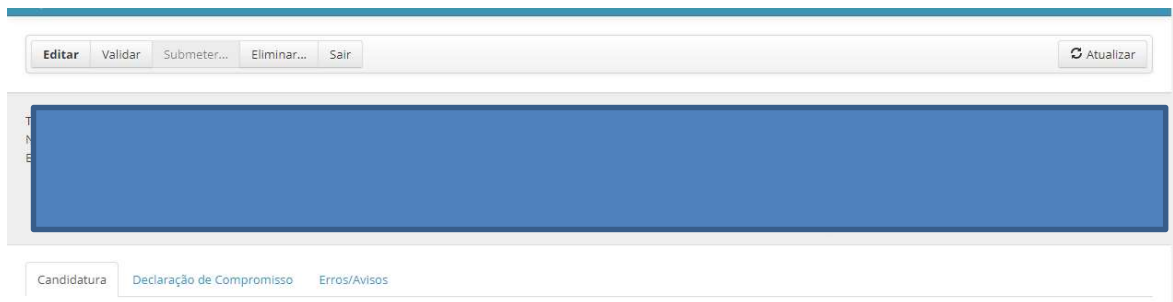 Editar Validar Submeter... Eliminar... Sair Atualizar
Candidatura Declaração de Compromisso Erros/Avisos